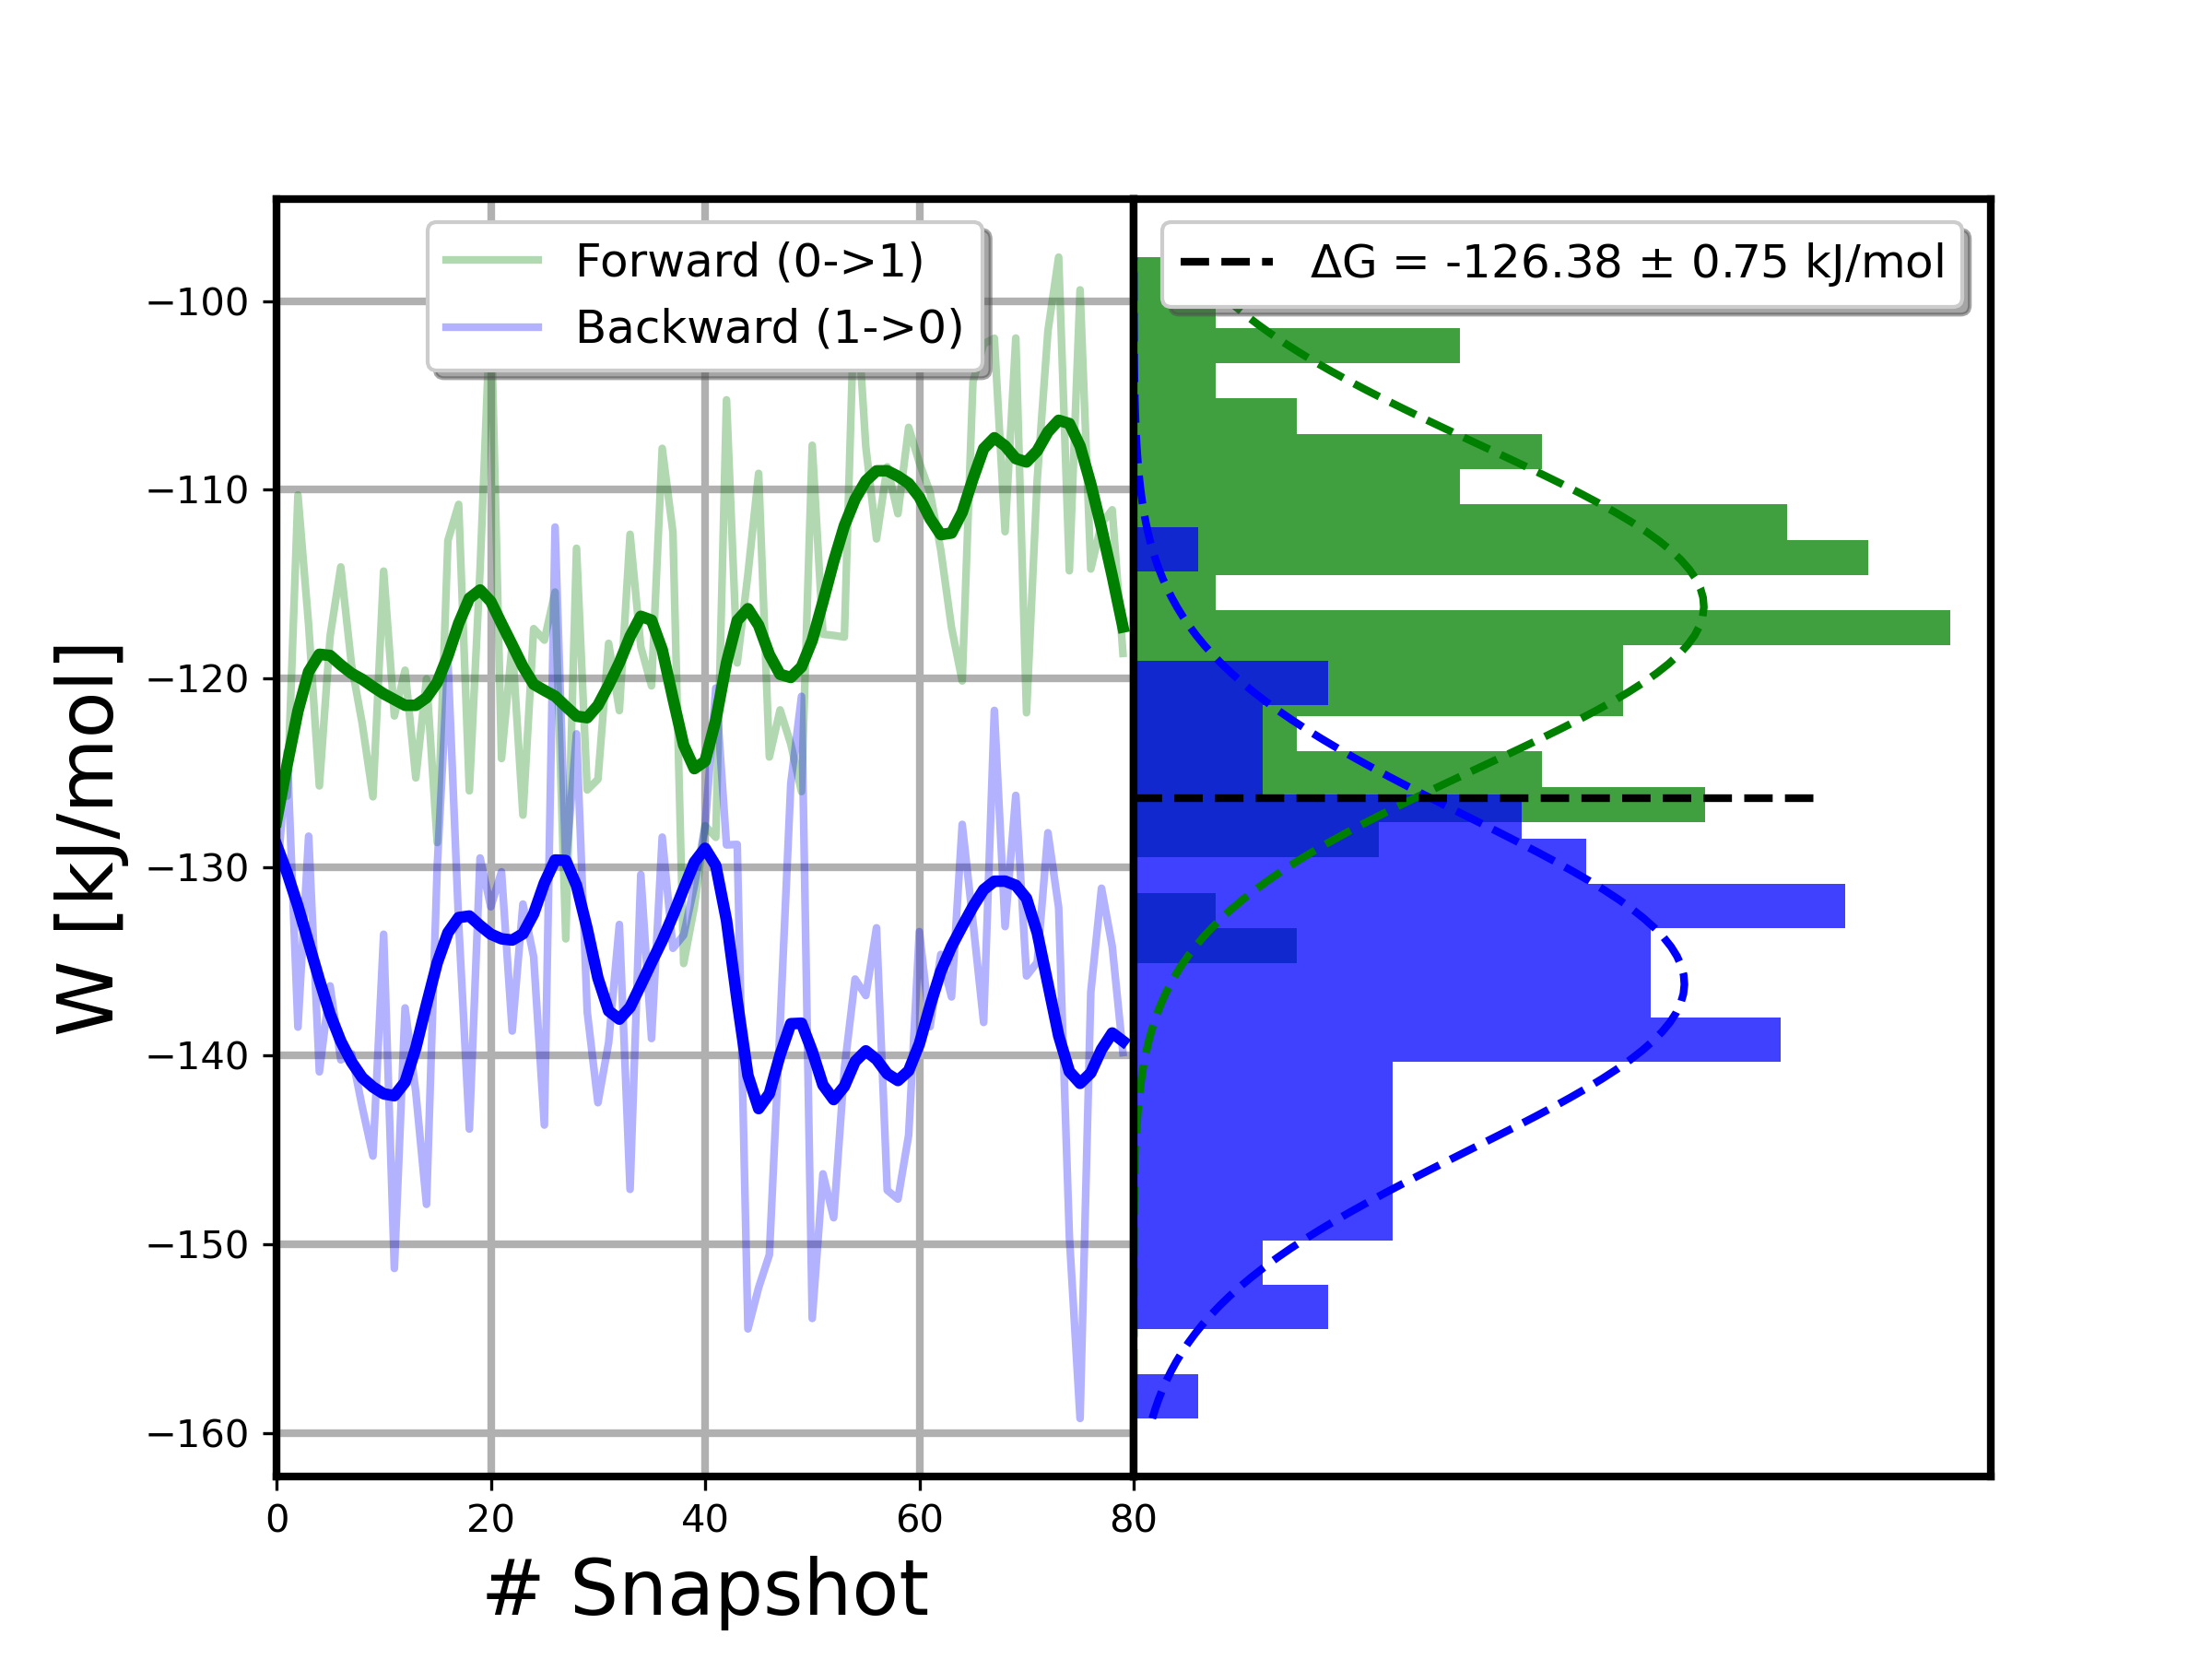 Forward (0->1)
Backward (1->0)
ΔG = -126.38 ± 0.75 kJ/mol
W [kJ/mol]
−100
−110
−120
−130
−140
−150
−160
0 20 40 60 80
# Snapshot